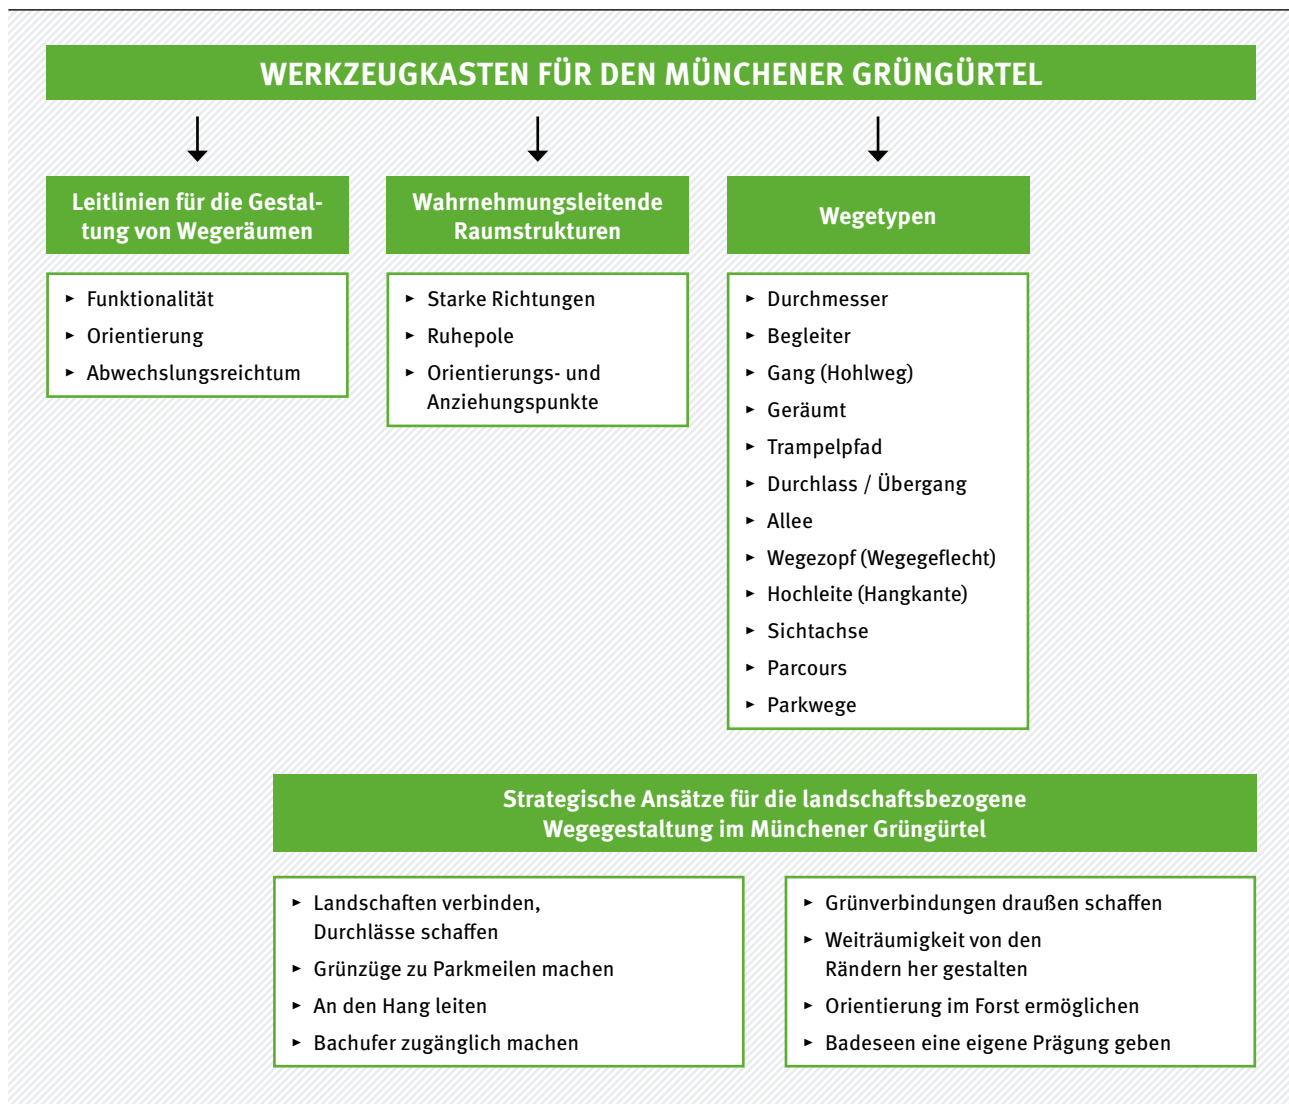 WERKZEUGKASTEN FÜR DEN MÜNCHENER GRÜNGÜRTEL
Leitlinien für die Gestal-
tung von Wegeräumen
► Funktionalität
► Orientierung
► Abwechslungsreichtum
Wahrnehmungsleitende
Raumstrukturen
► Starke Richtungen
► Ruhepole
► Orientierungs- und
Anziehungspunkte
Wegetypen
► Durchmesser
► Begleiter
► Gang (Hohlweg)
► Geräumt
► Trampelpfad
► Durchlass / Übergang
► Allee
► Wegezopf (Wegegeflecht)
► Hochleite (Hangkante)
► Sichtachse
► Parcours
► Parkwege
Strategische Ansätze für die landschaftsbezogene
Wegegestaltung im Münchener Grüngürtel
► Landschaften verbinden,
Durchlässe schaffen
► Grünzüge zu Parkmeilen machen
► An den Hang leiten
► Bachufer zugänglich machen
► Grünverbindungen draußen schaffen
► Weiträumigkeit von den
Rändern her gestalten
► Orientierung im Forst ermöglichen
► Badeseen eine eigene Prägung geben